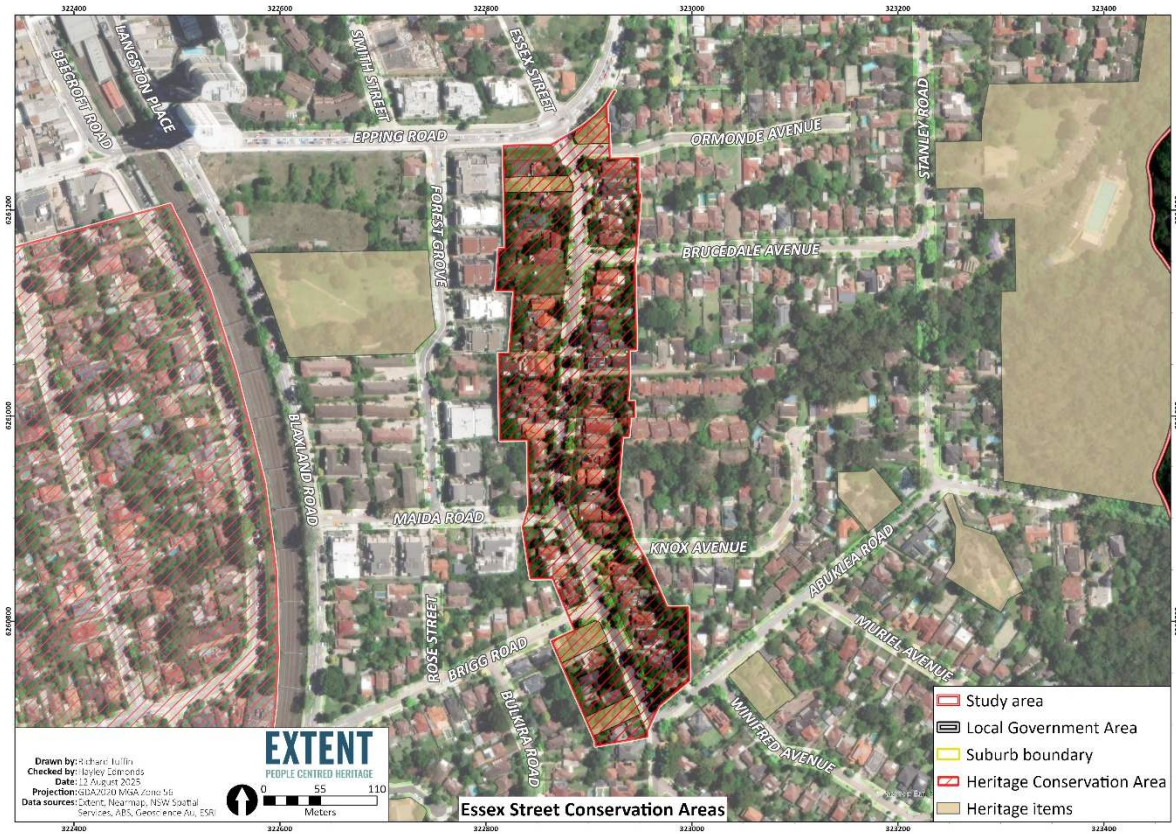 322400
322600
322800
323000
323200
323400
BEECROFT ROAD
LANGSTON PLACE
SMITH STREET
ESSEX STREET
EPPING ROAD
ORMONDE AVENUE
STANLEY ROAD
6261200
FOREST GROVE
BRUCEDALE AVENUE
6261000
BLAXLAND ROAD
MAIDA ROAD
KNOX AVENUE
ABUKLEA ROAD
6260800
ROSE STREET
BRIGG ROAD
MURIEL AVENUE
BULKIRA ROAD
WINIFRED AVENUE
Drawn by: Richard Tuffin
Checked by: Hayley Edmonds
Date: 12 August 2025
Projection: GDA2020 MGA Zone 56
Data sources: Extent, Nearmap, NSW Spatial
Services, ABS, Geoscience Au, ESRI
EXTENT
PEOPLE CENTRED HERITAGE
0 55 110
Meters
Essex Street Conservation Areas
Study area
Local Government Area
Suburb boundary
Heritage Conservation Area
Heritage items
322400
322600
322800
323000
323200
323400